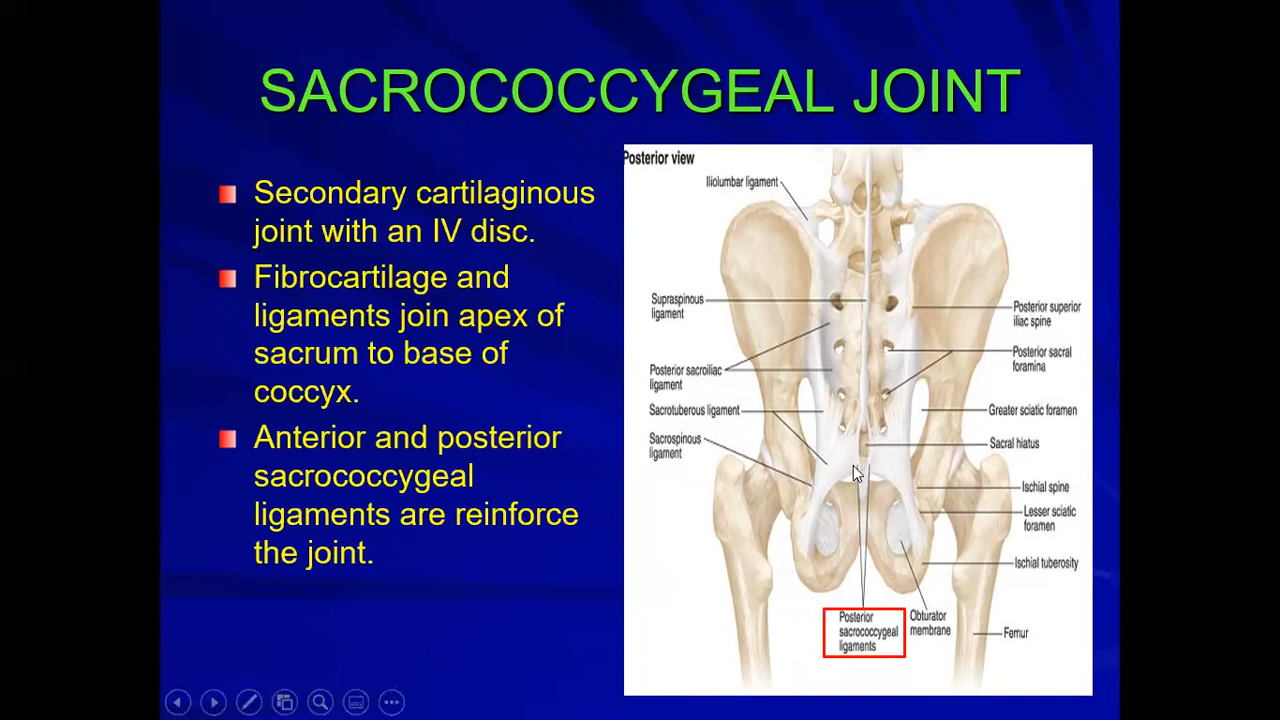 SACROCOCCYGEAL JOINT
Secondary cartilaginous
joint with an IV disc.
Fibrocartilage and
ligaments join apex of
sacrum to base of
coccyx.
Anterior and posterior
sacrococcygeal
ligaments are reinforce
the joint.
Posterior view
Iliolumbar ligament
Supraspinous
ligament
Posterior sacroiliac
ligament
Sacrotuberous ligament
Sacrospinous
ligament
Posterior superior
iliac spine
Posterior sacral
foramina
Greater sciatic foramen
Sacral hiatus
Ischial spine
Lesser sciatic
foramen
Ischial tuberosity
Posterior
sacrococcygeal
ligaments
Obturator
membrane
Femur